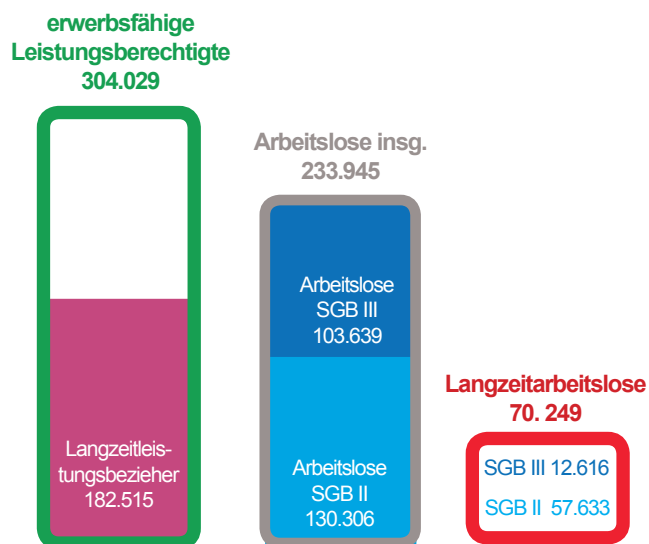 erwerbsfähige
Leistungsberechtigte
304.029
Langzeitleis-
tungsbezieher
182.515
Arbeitslose insg.
233.945
Arbeitslose
SGB III
103.639
Arbeitslose
SGB II
130.306
Langzeitarbeitslose
70. 249
SGB III 12.616
SGB II 57.633